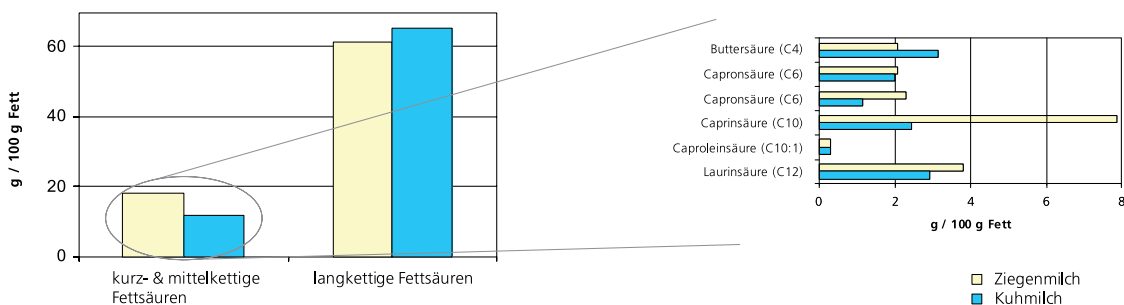 g / 100 g Fett
60
40
20
0
kurz- & mittelkettige
Fettsäuren
langkettige Fettsäuren
Buttersäure (C4)
Capronsäure (C6)
Capronsäure (C6)
Caprinsäure (C10)
Caproleinsäure (C10:1)
Laurinsäure (C12)
0 2 4 6 8
g / 100 g Fett
Ziegenmilch
Kuhmilch